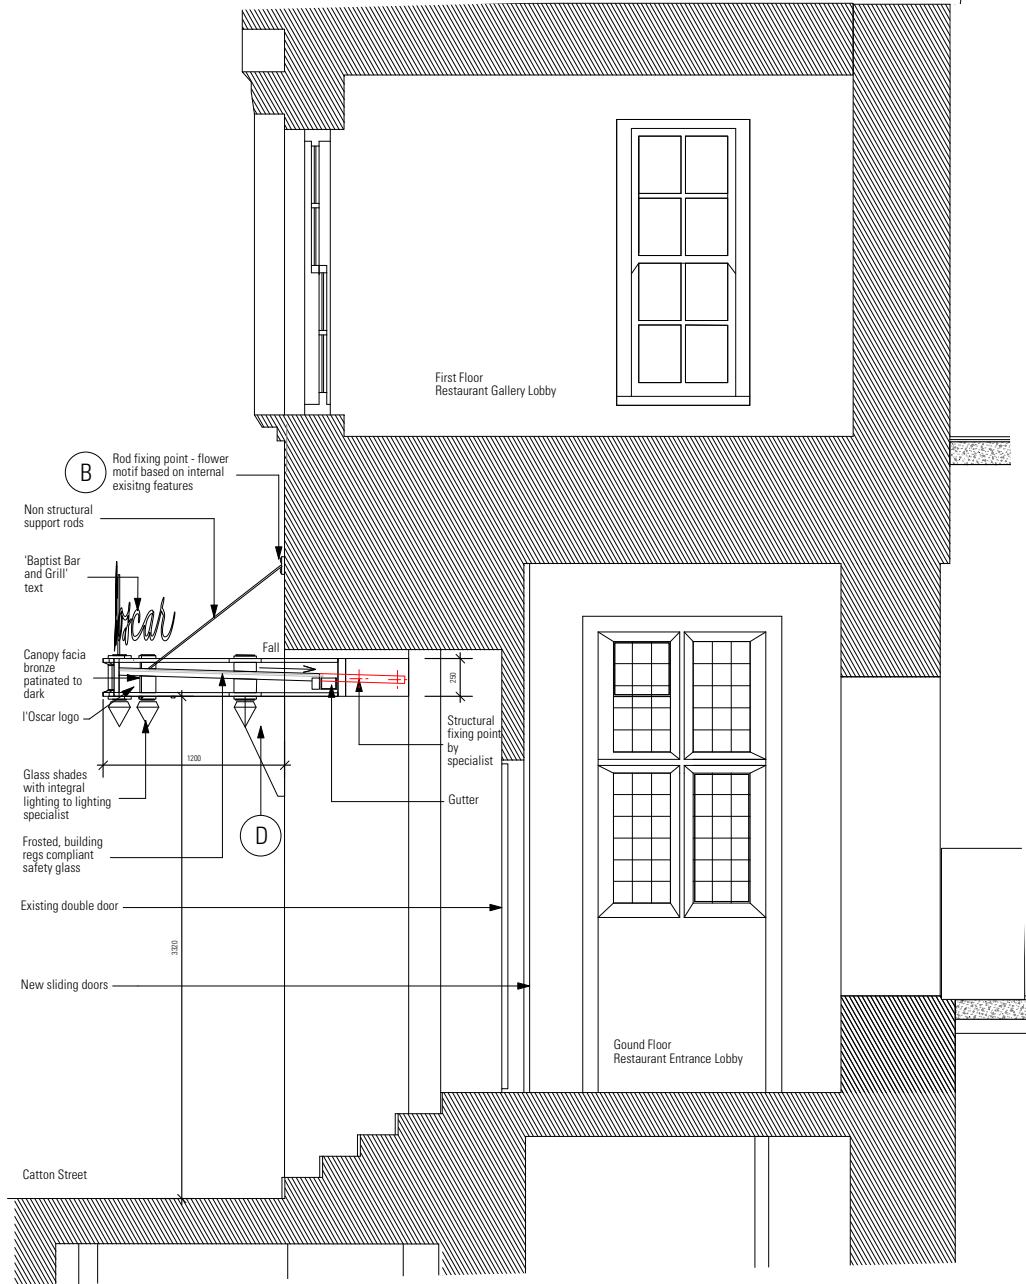 First Floor
Restaurant Gallery Lobby
B
Rod fixing point - flower
motif based on internal
exisitng features
Non structural
support rods
'Baptist Bar
and Grill'
text
oscar
Fall
Canopy facia
bronze
patinated to
dark
l'Oscar logo
250
Structural
fixing point
by
specialist
1200
Glass shades
with integral
lighting to lighting
specialist
Gutter
D
Frosted, building
regs compliant
safety glass
Existing double door
3320
New sliding doors
Gound Floor
Restaurant Entrance Lobby
Catton Street